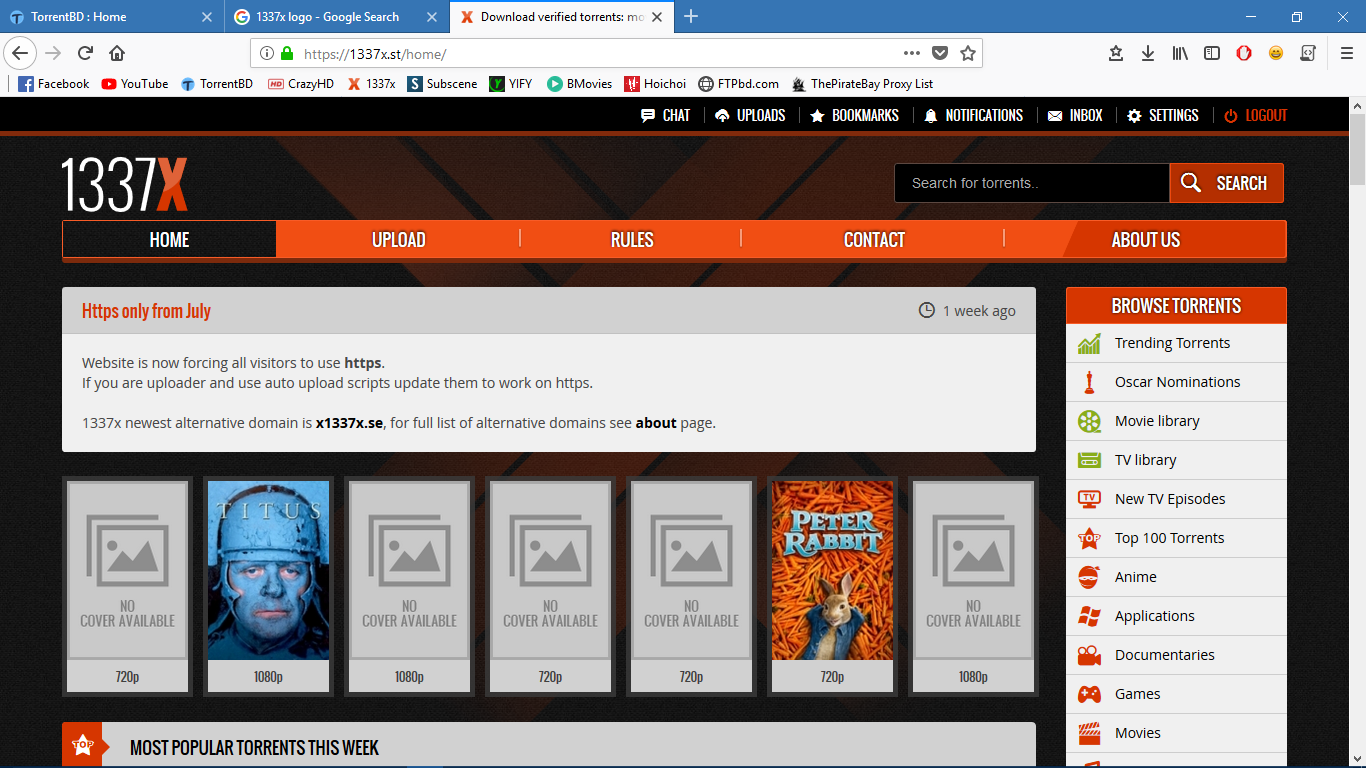 TorrentBD : Home
1337x logo - Google Search
Download verified torrents: mo
https://1337x.st/home/
Facebook YouTube TorrentBD CrazyHD 1337x Subscene YIFY BMovies Hoichoi FTPbd.com ThePirateBay Proxy List
CHAT UPLOADS BOOKMARKS NOTIFICATIONS INBOX SETTINGS LOGOUT
1337X
Search for torrents.. SEARCH
HOME UPLOAD RULES CONTACT ABOUT US
Https only from July 1 week ago
Website is now forcing all visitors to use https.
If you are uploader and use auto upload scripts update them to work on https.
1337x newest alternative domain is x1337x.se, for full list of alternative domains see about page.
NO
COVER AVAILABLE
720p
TITUS
1080p
NO
COVER AVAILABLE
1080p
NO
COVER AVAILABLE
720p
NO
COVER AVAILABLE
720p
PETER
RABBIT
720p
NO
COVER AVAILABLE
1080p
TOP
MOST POPULAR TORRENTS THIS WEEK
BROWSE TORRENTS
Trending Torrents
Oscar Nominations
Movie library
TV library
TV New TV Episodes
TOP Top 100 Torrents
Anime
Applications
Documentaries
Games
Movies